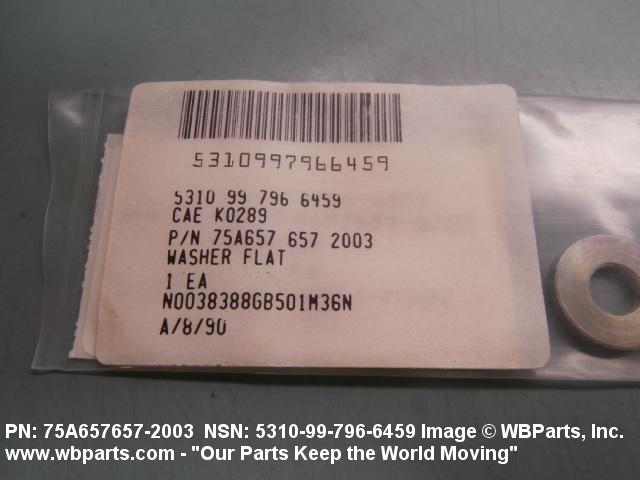 5310997966459
5310 99 796 6459
CAE K0289
P/N 75A657 657 2003
WASHER FLAT
1 EA
N0038388GB501M36N
A/8/90
PN: 75A657657-2003 NSN: 5310-99-796-6459 Image © WBParts, Inc.
www.wbparts.com - "Our Parts Keep the World Moving"